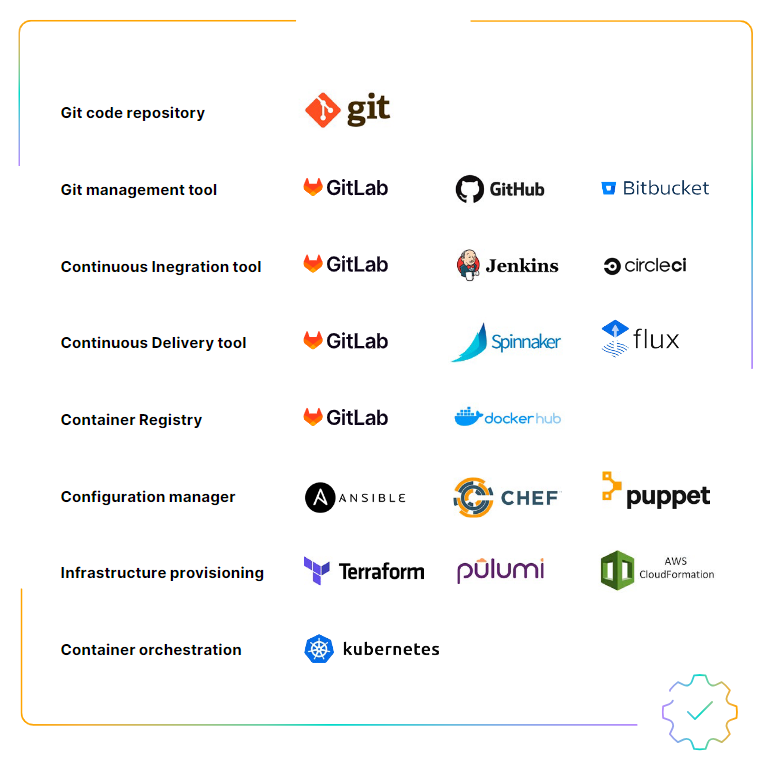 Git code repository git
Git management tool GitLab GitHub Bitbucket
Continuous Inegration tool GitLab Jenkins circleci
Continuous Delivery tool GitLab Spinnaker flux
Container Registry GitLab dockerhub
Configuration manager ANSIBLE CHEF puppet
Infrastructure provisioning Terraform pulumi AWS
CloudFormation
Container orchestration kubernetes